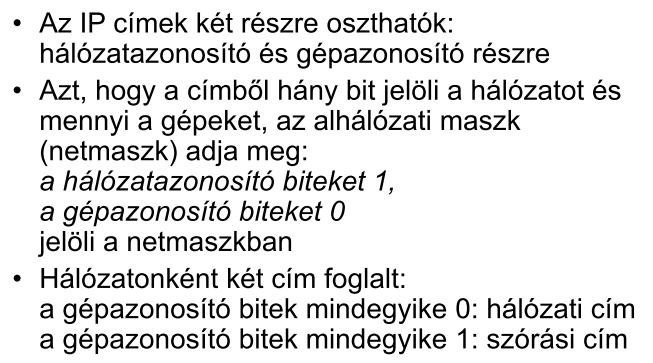 • Az IP címek két részre oszthatók:
hálózatazonosító és gépazonosító részre
• Azt, hogy a címből hány bit jelöli a hálózatot és
mennyi a gépeket, az alhálózati maszk
(netmaszk) adja meg:
a hálózatazonosító biteket 1,
a gépazonosító biteket 0
jelöli a netmaszkban
• Hálózatonként két cím foglalt:
a gépazonosító bitek mindegyike 0: hálózati cím
a gépazonosító bitek mindegyike 1: szórási cím